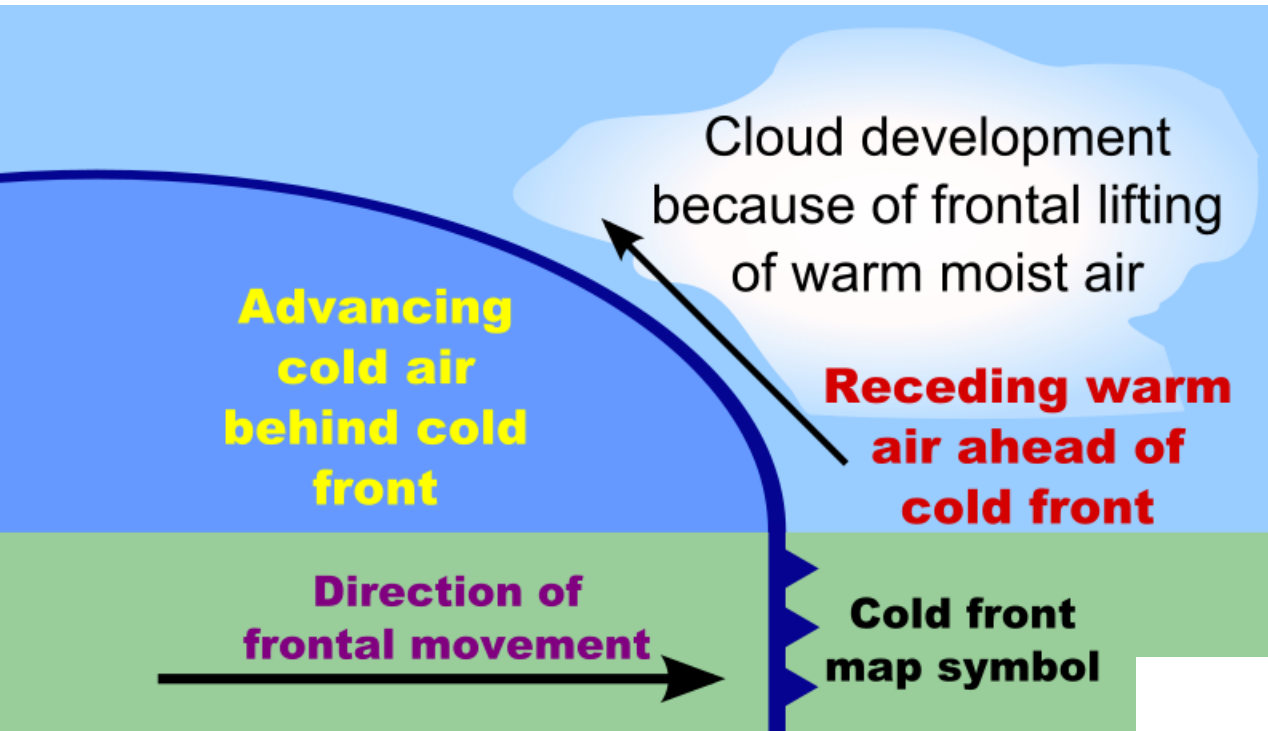 Cloud development
because of frontal lifting
of warm moist air
Advancing
cold air
behind cold
front
Receding warm
air ahead of
cold front
Direction of
frontal movement
Cold front
map symbol